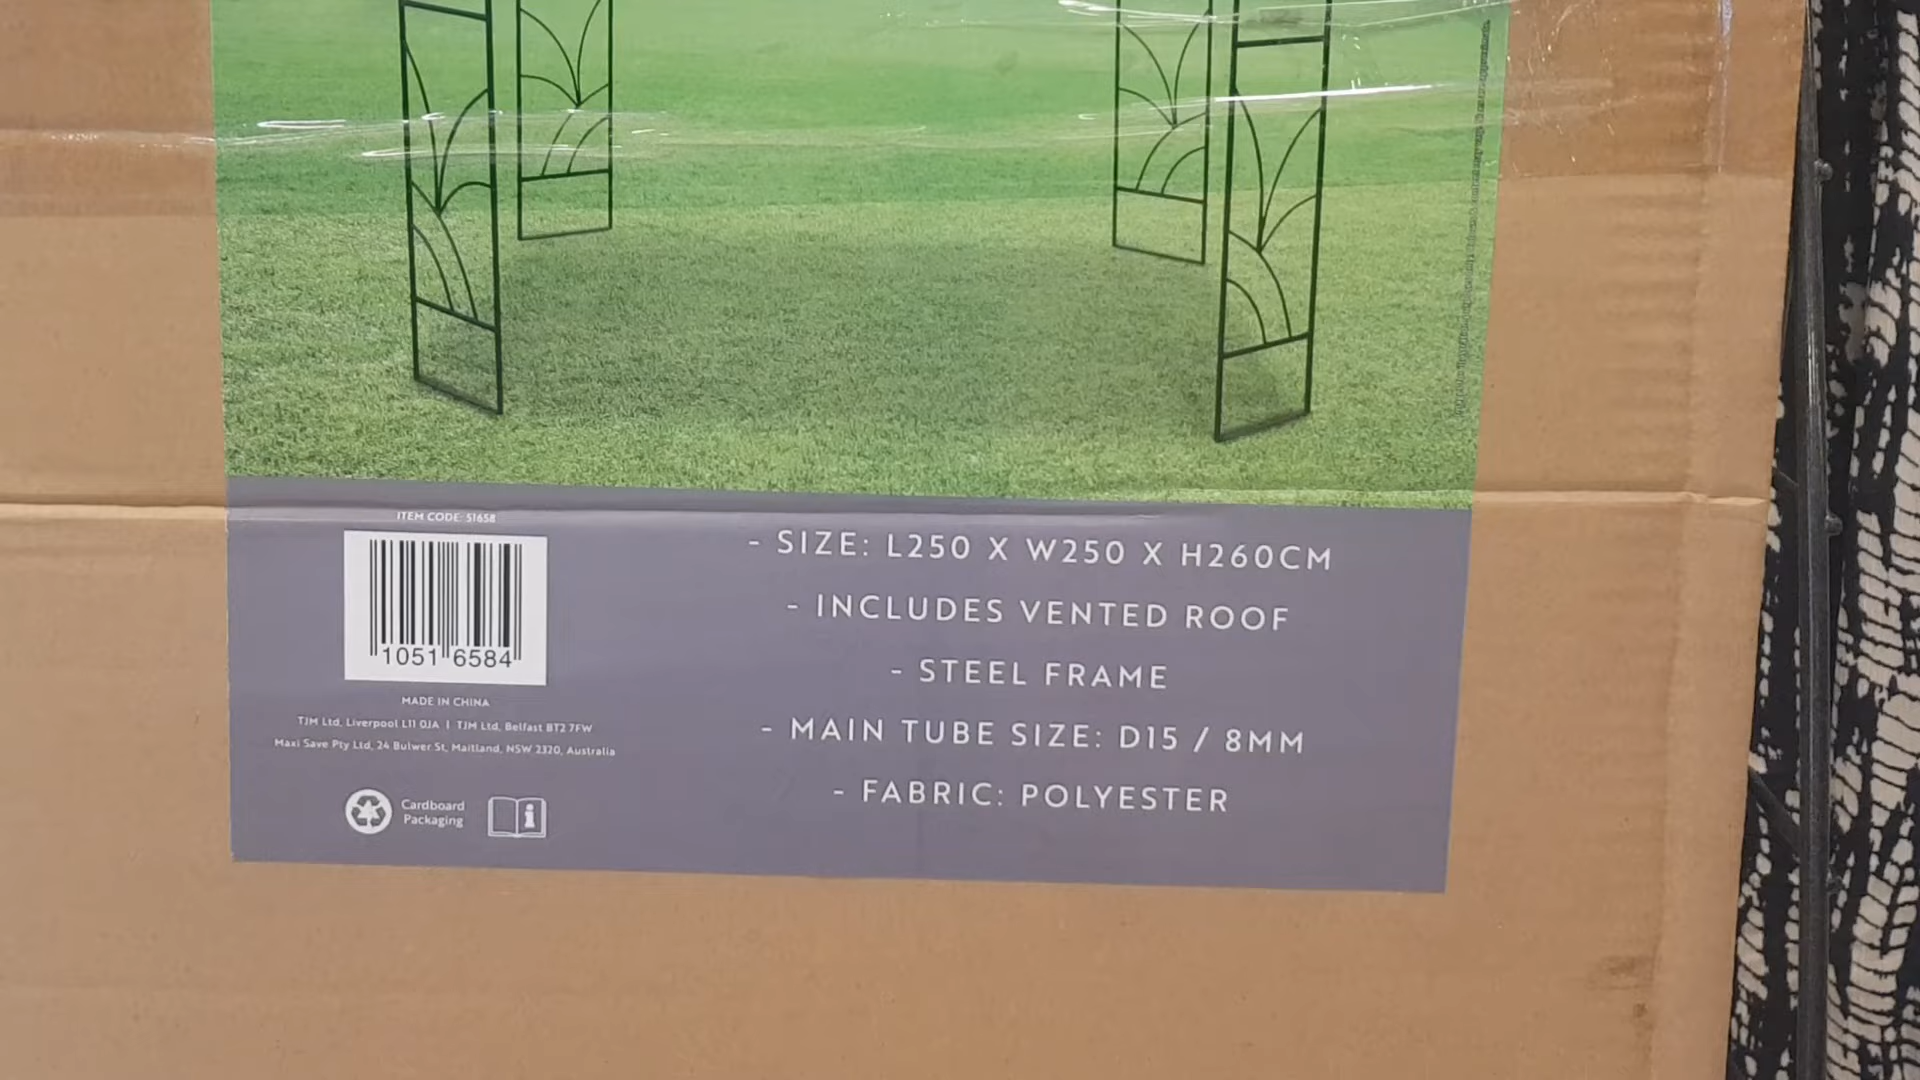 ITEM CODE: 51658
1051 6584
MADE IN CHINA
TJM Ltd, Liverpool L11 0JA | TJM Ltd, Belfast BT2 7FW
Maxi Save Pty Ltd, 24 Bulwer St, Maitland, NSW 2320, Australia
Cardboard
Packaging
- SIZE: L250 X W250 X H260CM
- INCLUDES VENTED ROOF
- STEEL FRAME
- MAIN TUBE SIZE: D15 / 8MM
- FABRIC: POLYESTER